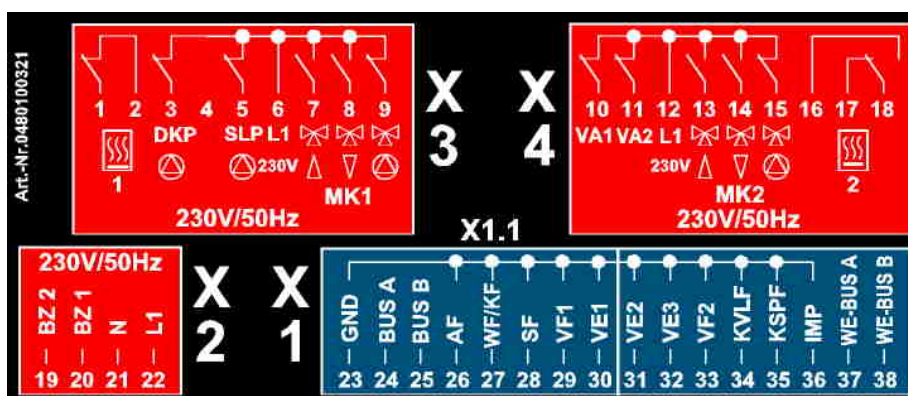 Art.-Nr.0480100321
1 2 3 4 5 6 7 8 9
DKP SLP L1
230V
1
MK1
230V/50Hz
X
3
X
4
10 11 12 13 14 15 16 17 18
VA1 VA2 L1
230V
2
MK2
230V/50Hz
X1.1
230V/50Hz
BZ 2 BZ 1 N L1
19 20 21 22
X
2
X
1
GND BUS A BUS B AF WF/KF SF VF1 VE1 VE2 VE3 VF2 KVLF KSPF IMP WE-BUS A WE-BUS B
23 24 25 26 27 28 29 30 31 32 33 34 35 36 37 38